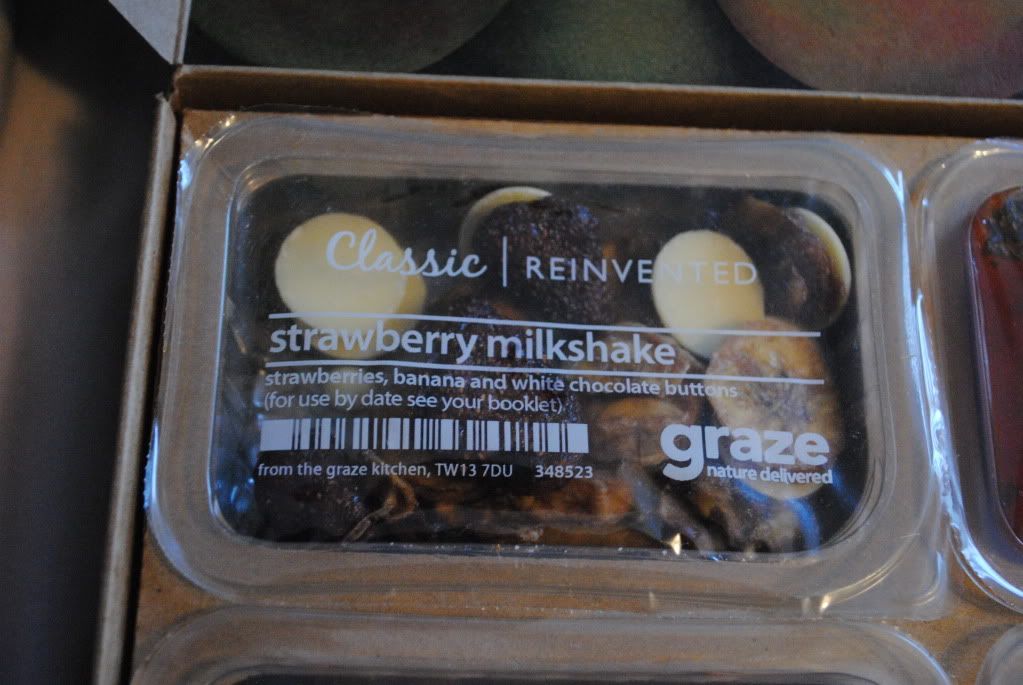 Classic | REINVENTED
strawberry milkshake
strawberries, banana and white chocolate buttons
(for use by date see your booklet)
graze
nature delivered
from the graze kitchen, TW13 7DU 348523